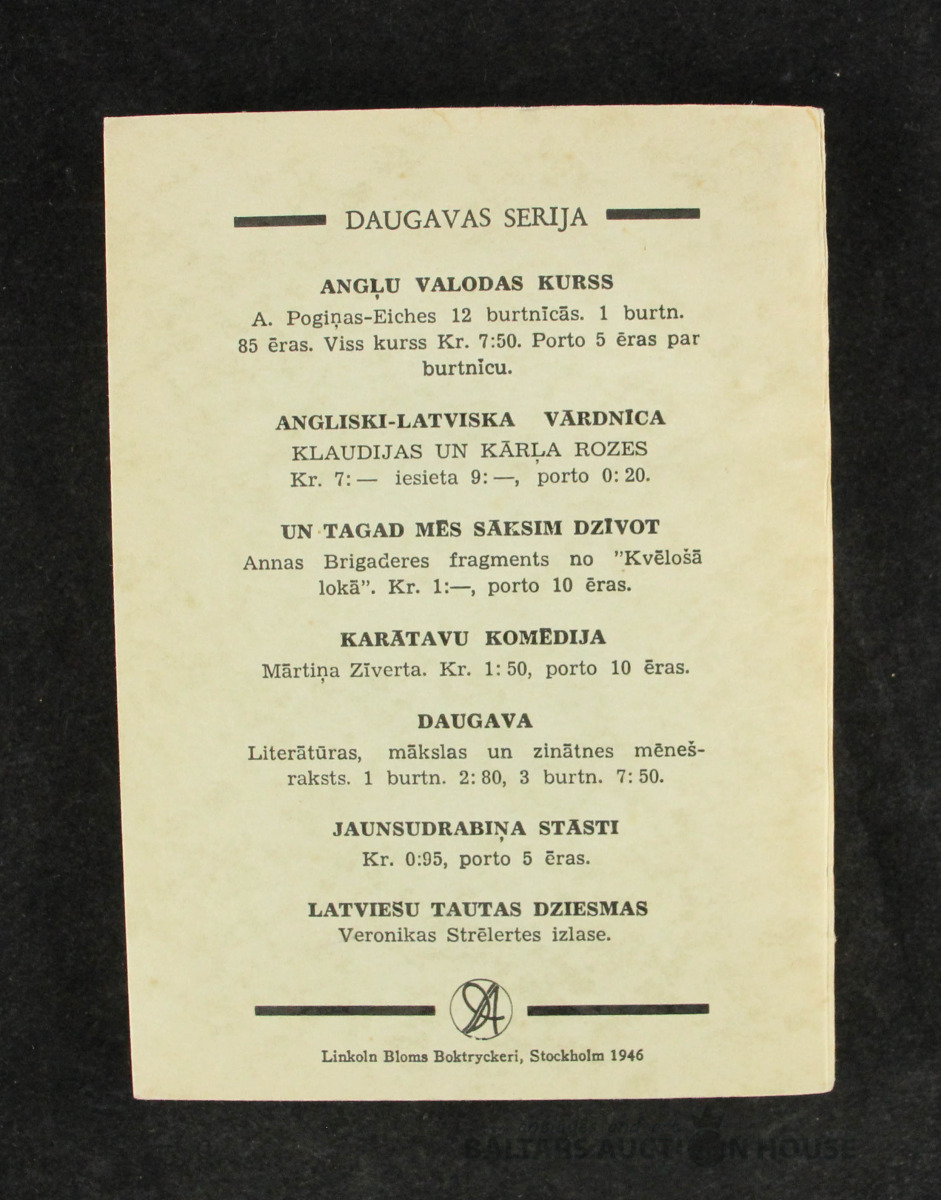 DAUGAVAS SERIJA
ANGĻU VALODAS KURSS
A. Pogiņas-Eiches 12 burtnīcās. 1 burtn.
85 ēras. Viss kurss Kr. 7:50. Porto 5 ēras par
burtnīcu.
ANGLISKI-LATVISKA VĀRDNĪCA
KLAUDIJAS UN KĀRĻA ROZES
Kr. 7: — iesieta 9: —, porto 0: 20.
UN TAGAD MĒS SĀKSIM DZĪVOT
Annas Brigaderes fragments no ”Kvēlošā
lokā”. Kr. 1:—, porto 10 ēras.
KARĀTAVU KOMĒDIJA
Mārtiņa Zīverta. Kr. 1: 50, porto 10 ēras.
DAUGAVA
Literātūras, mākslas un zinātnes mēneš-
raksts. 1 burtn. 2: 80, 3 burtn. 7: 50.
JAUNSUDRABIŅA STĀSTI
Kr. 0:95, porto 5 ēras.
LATVIEŠU TAUTAS DZIESMAS
Veronikas Strēlertes izlase.
Linkoln Bloms Boktryckeri, Stockholm 1946
BALTARS AUCTION HOUSE